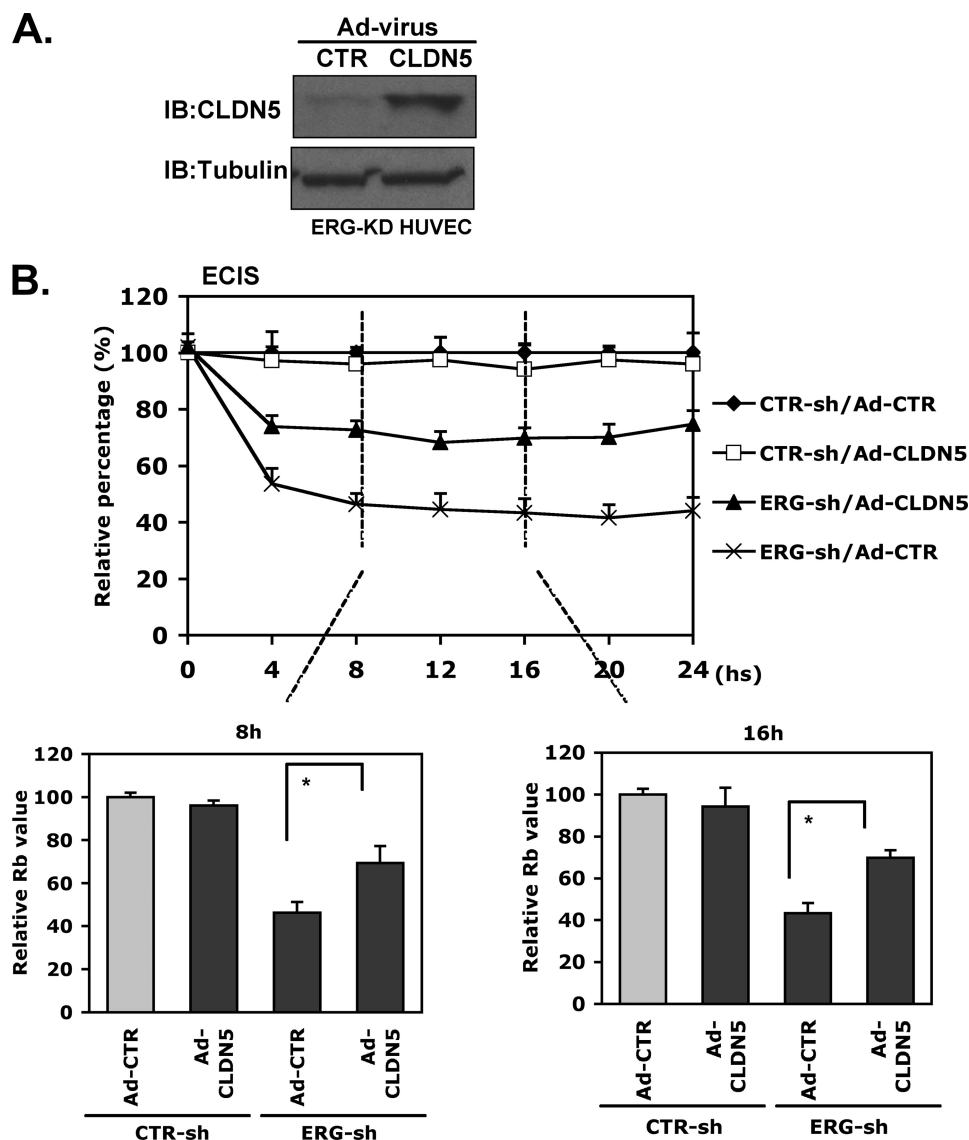 A.
Ad-virus
CTR CLDN5
IB:CLDN5
IB:Tubulin
ERG-KD HUVEC
B.
ECIS
Relative percentage (%)
120
100
80
60
40
20
0
0 4 8 12 16 20 24 (hs)
CTR-sh/Ad-CTR
CTR-sh/Ad-CLDN5
ERG-sh/Ad-CLDN5
ERG-sh/Ad-CTR
8h
Relative Rb value
120
100
80
60
40
20
0
*
Ad-CTR
Ad-
CLDN5
Ad-CTR
Ad-
CLDN5
CTR-sh ERG-sh
16h
Relative Rb value
120
100
80
60
40
20
0
*
Ad-CTR
Ad-
CLDN5
Ad-CTR
Ad-
CLDN5
CTR-sh ERG-sh